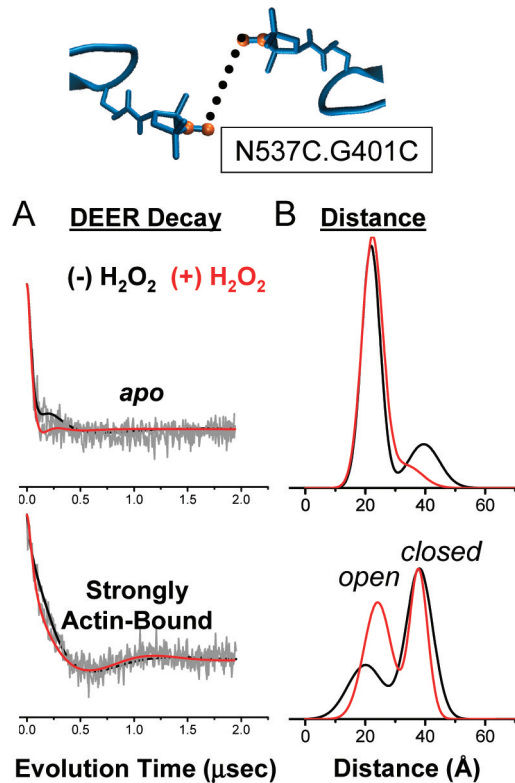 N537C.G401C
A DEER Decay
B Distance
(-) H₂O₂ (+) H₂O₂
apo
0.0 0.5 1.0 1.5 2.0
0 20 40 60
Strongly
Actin-Bound
open
closed
0.0 0.5 1.0 1.5 2.0
0 20 40 60
Evolution Time (μsec)
Distance (Å)